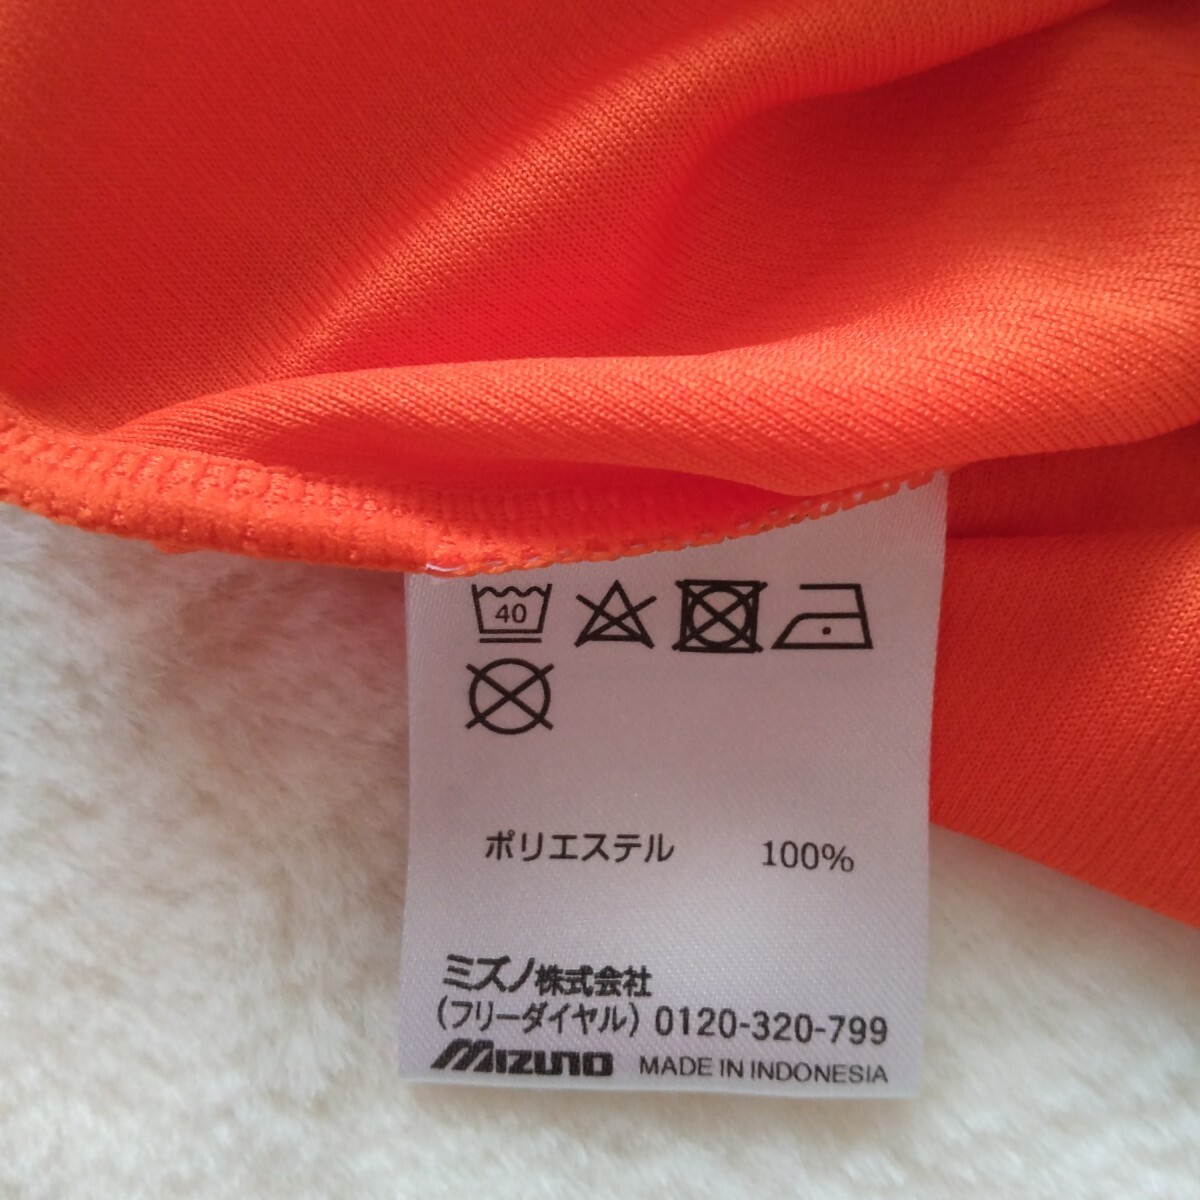 40
ポリエステル 100%
ミズノ株式会社
(フリーダイヤル) 0120-320-799
MIZUNO MADE IN INDONESIA